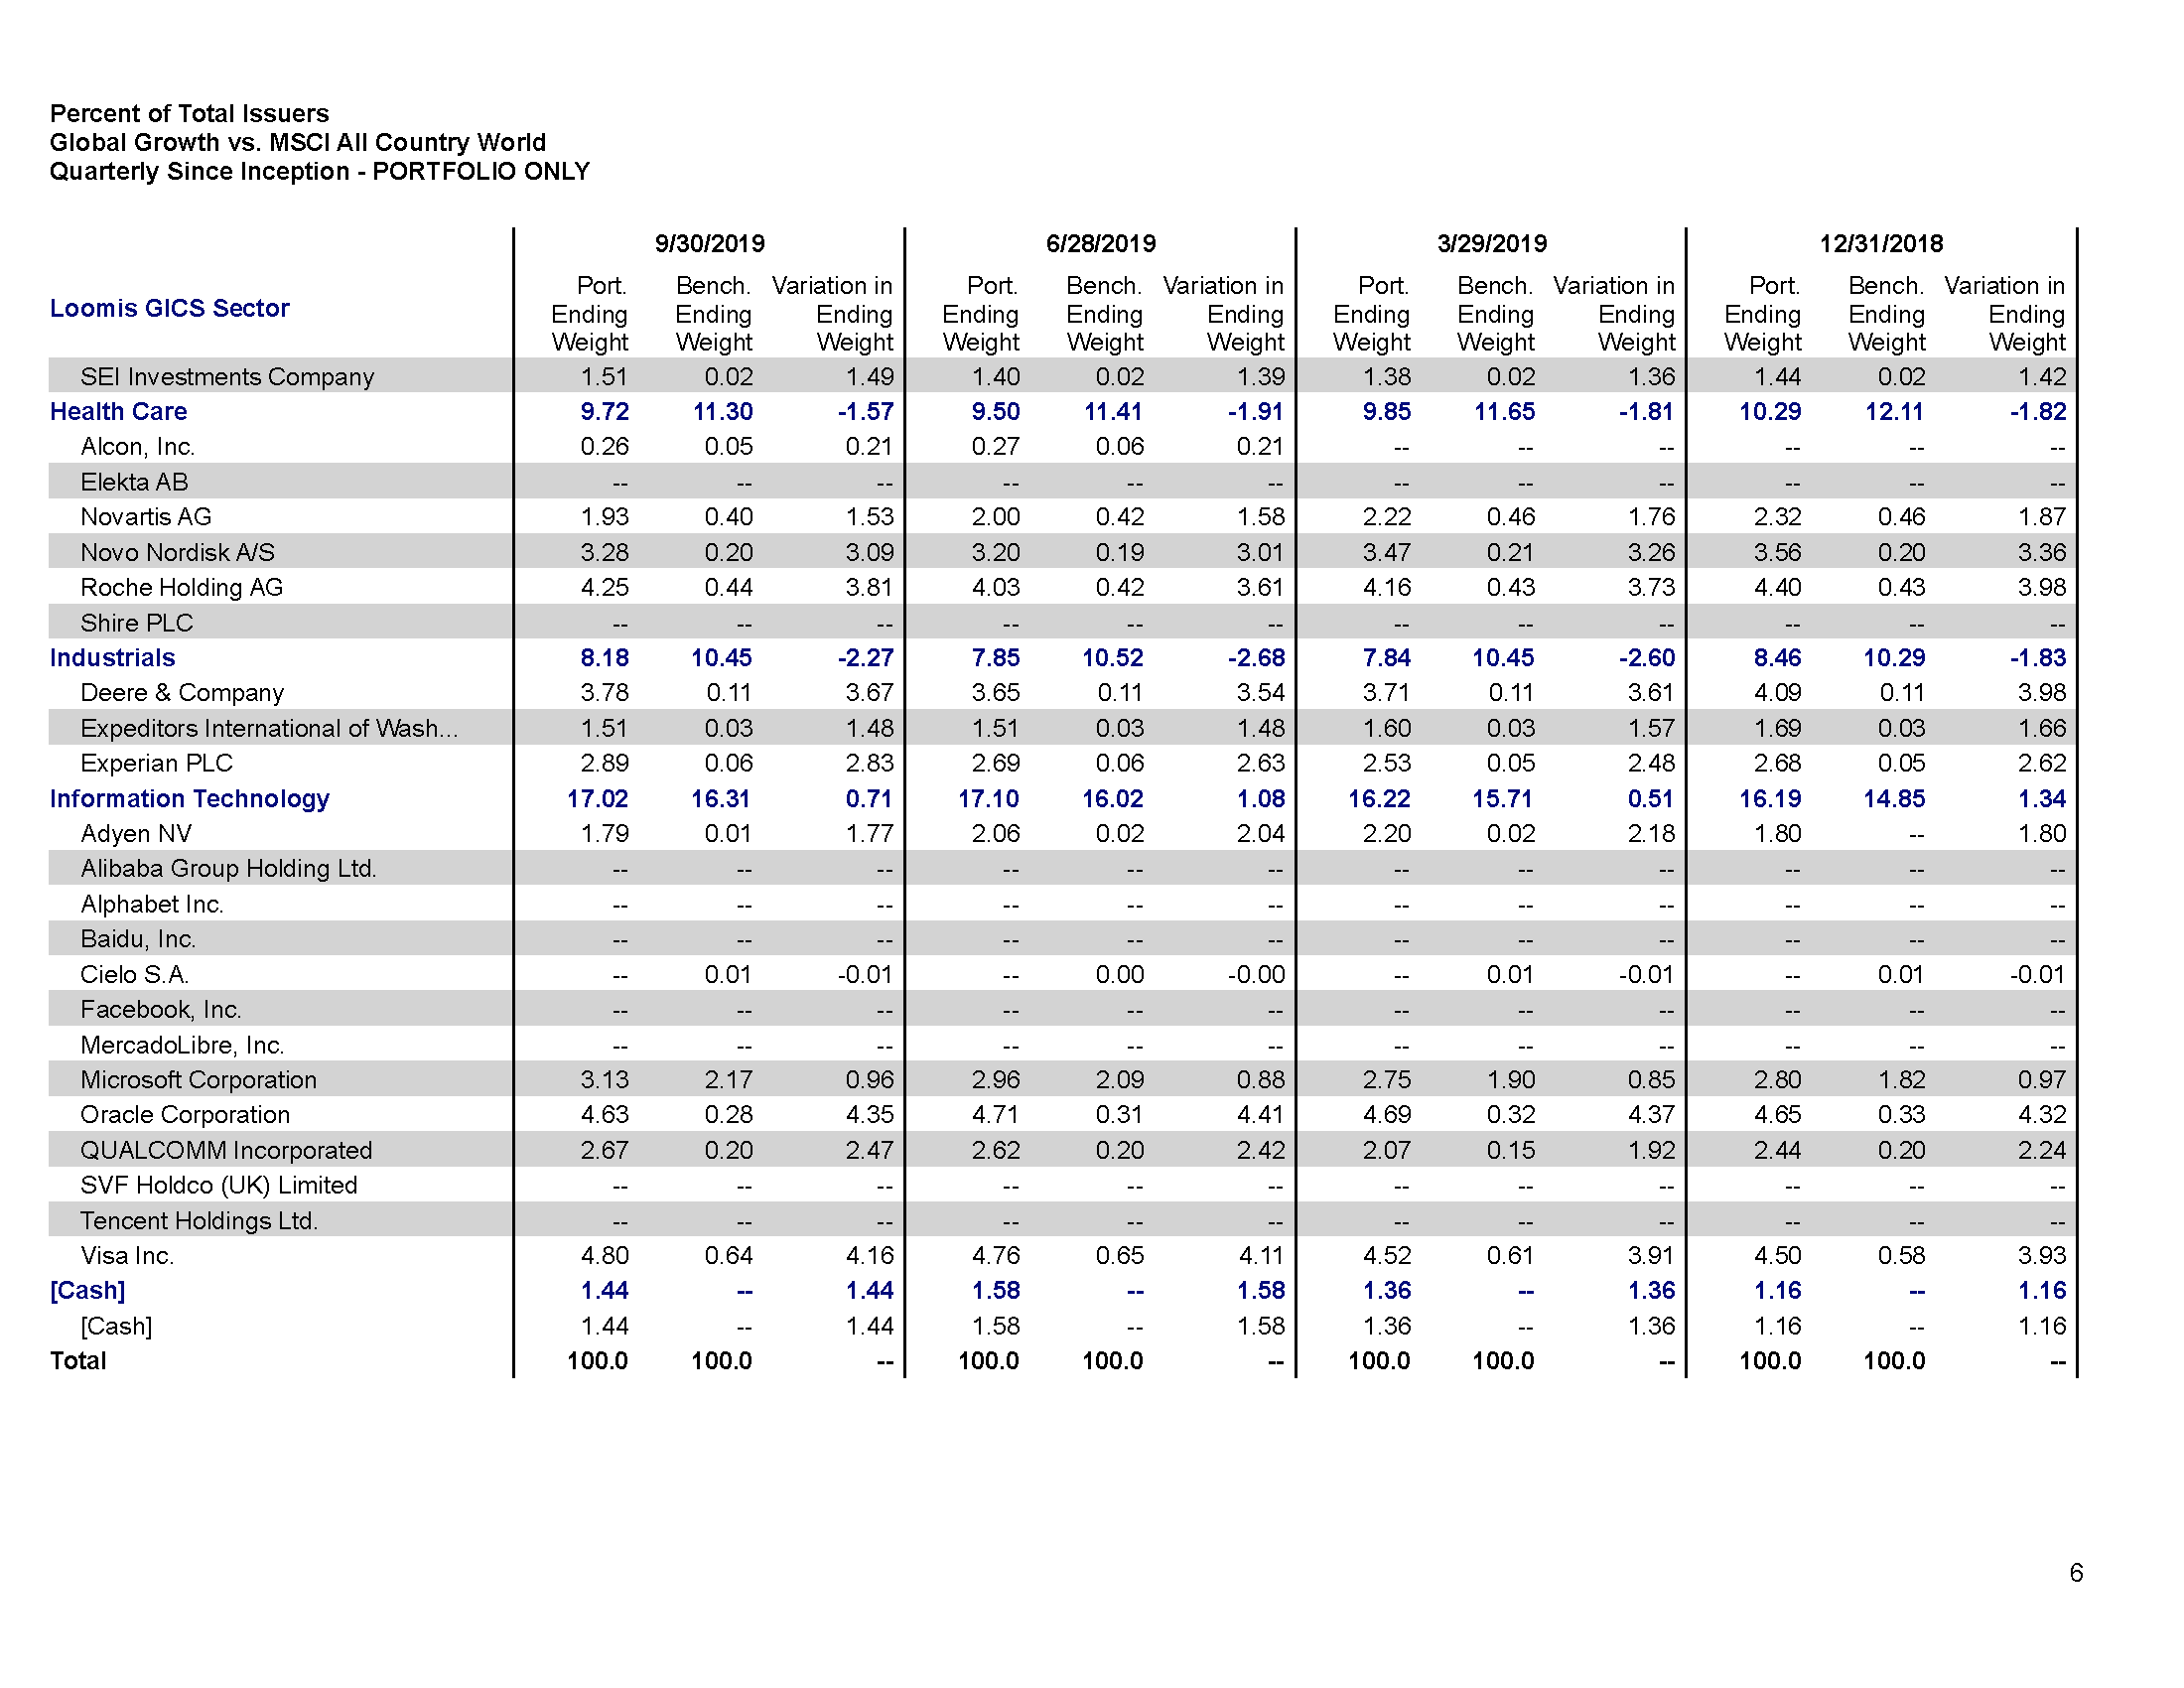 Percent of Total Issuers
Global Growth vs. MSCI All Country World
Quarterly Since Inception - PORTFOLIO ONLY
9/30/2019 6/28/2019 3/29/2019 12/31/2018
Loomis GICS Sector
Port. Bench. Variation in Port. Bench. Variation in Port. Bench. Variation in Port. Bench. Variation in
Ending Ending Ending Ending Ending Ending Ending Ending Ending Ending Ending Ending
Weight Weight Weight Weight Weight Weight Weight Weight Weight Weight Weight Weight
SEI Investments Company 1.51 0.02 1.49 1.40 0.02 1.39 1.38 0.02 1.36 1.44 0.02 1.42
Health Care 9.72 11.30 -1.57 9.50 11.41 -1.91 9.85 11.65 -1.81 10.29 12.11 -1.82
Alcon, Inc. 0.26 0.05 0.21 0.27 0.06 0.21 -- -- -- -- -- --
Elekta AB -- -- -- -- -- -- -- -- -- -- -- --
Novartis AG 1.93 0.40 1.53 2.00 0.42 1.58 2.22 0.46 1.76 2.32 0.46 1.87
Novo Nordisk A/S 3.28 0.20 3.09 3.20 0.19 3.01 3.47 0.21 3.26 3.56 0.20 3.36
Roche Holding AG 4.25 0.44 3.81 4.03 0.42 3.61 4.16 0.43 3.73 4.40 0.43 3.98
Shire PLC -- -- -- -- -- -- -- -- -- -- -- --
Industrials 8.18 10.45 -2.27 7.85 10.52 -2.68 7.84 10.45 -2.60 8.46 10.29 -1.83
Deere & Company 3.78 0.11 3.67 3.65 0.11 3.54 3.71 0.11 3.61 4.09 0.11 3.98
Expeditors International of Wash... 1.51 0.03 1.48 1.51 0.03 1.48 1.60 0.03 1.57 1.69 0.03 1.66
Experian PLC 2.89 0.06 2.83 2.69 0.06 2.63 2.53 0.05 2.48 2.68 0.05 2.62
Information Technology 17.02 16.31 0.71 17.10 16.02 1.08 16.22 15.71 0.51 16.19 14.85 1.34
Adyen NV 1.79 0.01 1.77 2.06 0.02 2.04 2.20 0.02 2.18 1.80 -- 1.80
Alibaba Group Holding Ltd. -- -- -- -- -- -- -- -- -- -- -- --
Alphabet Inc. -- -- -- -- -- -- -- -- -- -- -- --
Baidu, Inc. -- -- -- -- -- -- -- -- -- -- -- --
Cielo S.A. -- 0.01 -0.01 -- 0.00 -0.00 -- 0.01 -0.01 -- 0.01 -0.01
Facebook, Inc. -- -- -- -- -- -- -- -- -- -- -- --
MercadoLibre, Inc. -- -- -- -- -- -- -- -- -- -- -- --
Microsoft Corporation 3.13 2.17 0.96 2.96 2.09 0.88 2.75 1.90 0.85 2.80 1.82 0.97
Oracle Corporation 4.63 0.28 4.35 4.71 0.31 4.41 4.69 0.32 4.37 4.65 0.33 4.32
QUALCOMM Incorporated 2.67 0.20 2.47 2.62 0.20 2.42 2.07 0.15 1.92 2.44 0.20 2.24
SVF Holdco (UK) Limited -- -- -- -- -- -- -- -- -- -- -- --
Tencent Holdings Ltd. -- -- -- -- -- -- -- -- -- -- -- --
Visa Inc. 4.80 0.64 4.16 4.76 0.65 4.11 4.52 0.61 3.91 4.50 0.58 3.93
[Cash] 1.44 -- 1.44 1.58 -- 1.58 1.36 -- 1.36 1.16 -- 1.16
[Cash] 1.44 -- 1.44 1.58 -- 1.58 1.36 -- 1.36 1.16 -- 1.16
Total 100.0 100.0 -- 100.0 100.0 -- 100.0 100.0 -- 100.0 100.0 --
6